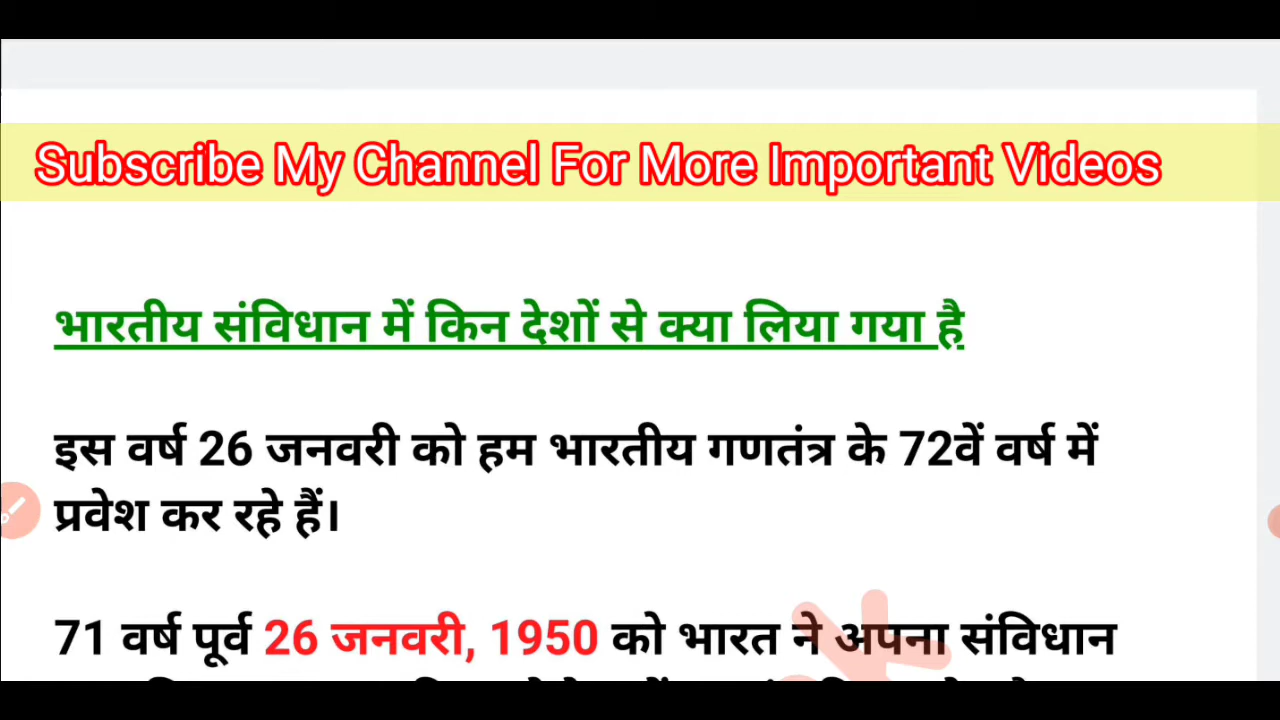 Subscribe My Channel For More Important Videos
भारतीय संविधान में किन देशों से क्या लिया गया है
इस वर्ष 26 जनवरी को हम भारतीय गणतंत्र के 72वें वर्ष में
प्रवेश कर रहे हैं।
71 वर्ष पूर्व 26 जनवरी, 1950 को भारत ने अपना संविधान